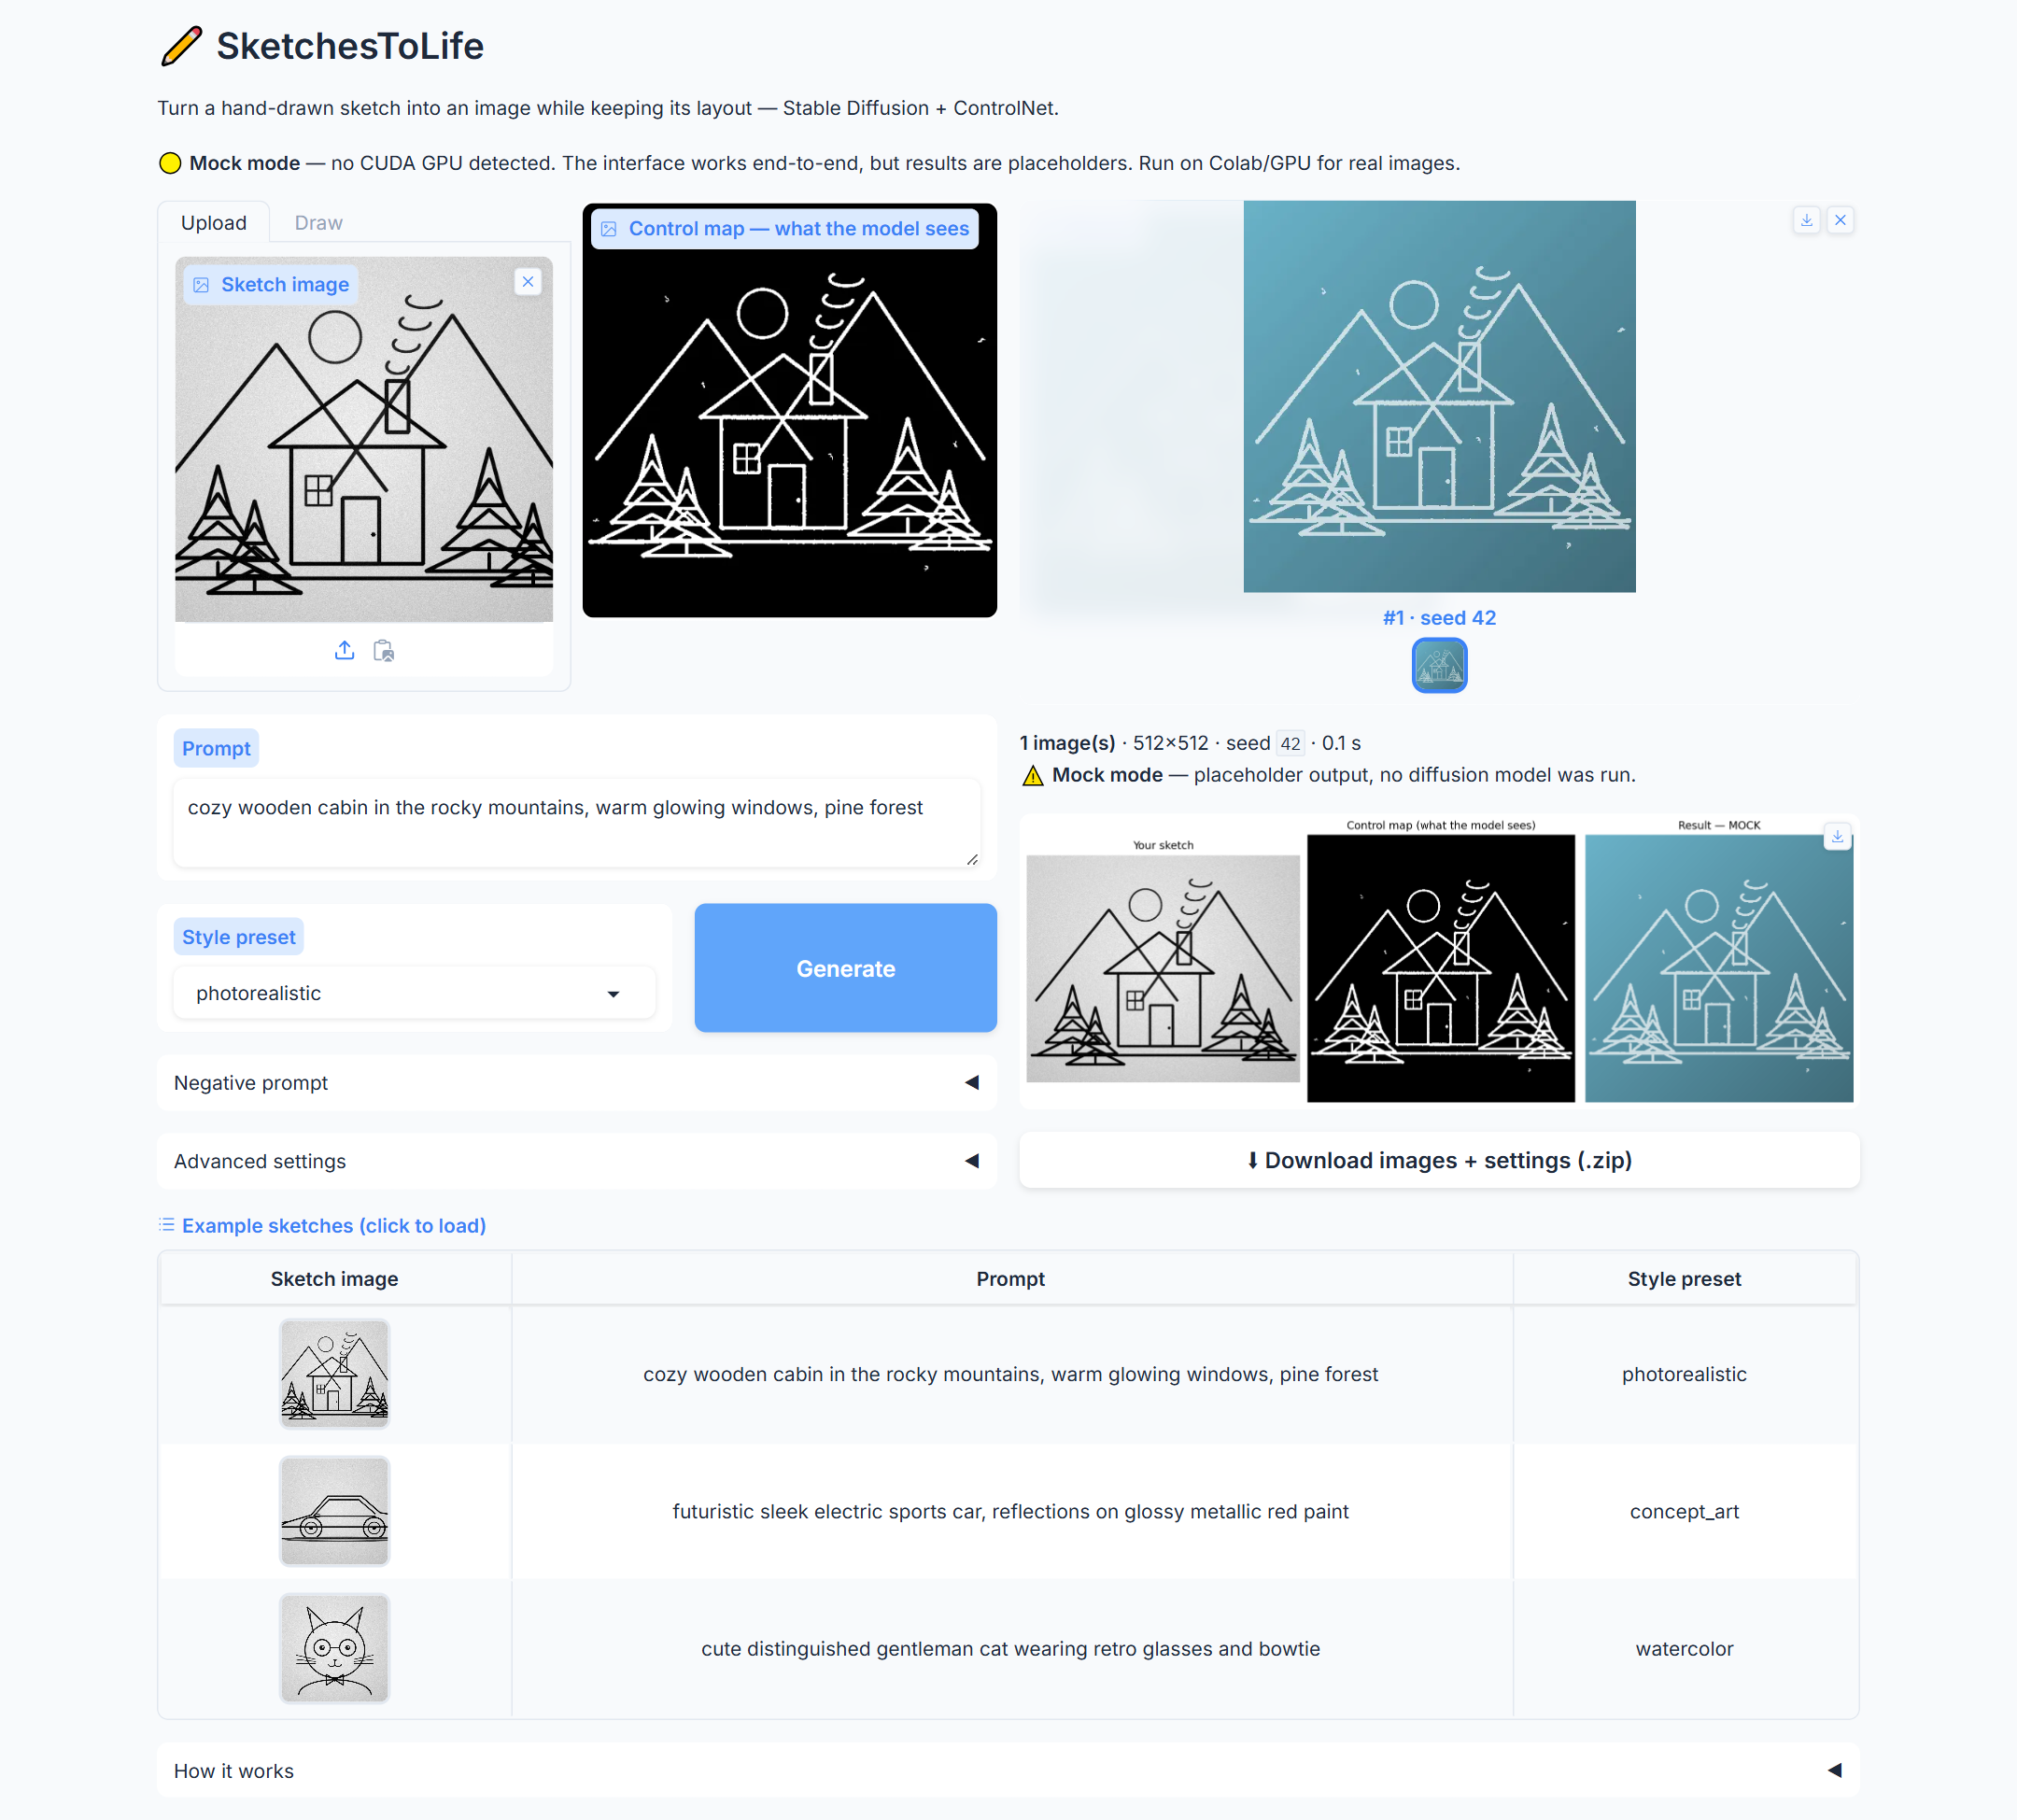 SketchesToLife
Turn a hand-drawn sketch into an image while keeping its layout — Stable Diffusion + ControlNet.
Mock mode — no CUDA GPU detected. The interface works end-to-end, but results are placeholders. Run on Colab/GPU for real images.
Upload
Draw
Sketch image
Control map — what the model sees
#1 · seed 42
Prompt
cozy wooden cabin in the rocky mountains, warm glowing windows, pine forest
1 image(s) · 512×512 · seed 42 · 0.1 s
Mock mode — placeholder output, no diffusion model was run.
Your sketch
Control map (what the model sees)
Result — MOCK
Style preset
photorealistic
Generate
Negative prompt
Advanced settings
⬇ Download images + settings (.zip)
Example sketches (click to load)
Sketch image
Prompt
Style preset
cozy wooden cabin in the rocky mountains, warm glowing windows, pine forest
photorealistic
futuristic sleek electric sports car, reflections on glossy metallic red paint
concept_art
cute distinguished gentleman cat wearing retro glasses and bowtie
watercolor
How it works